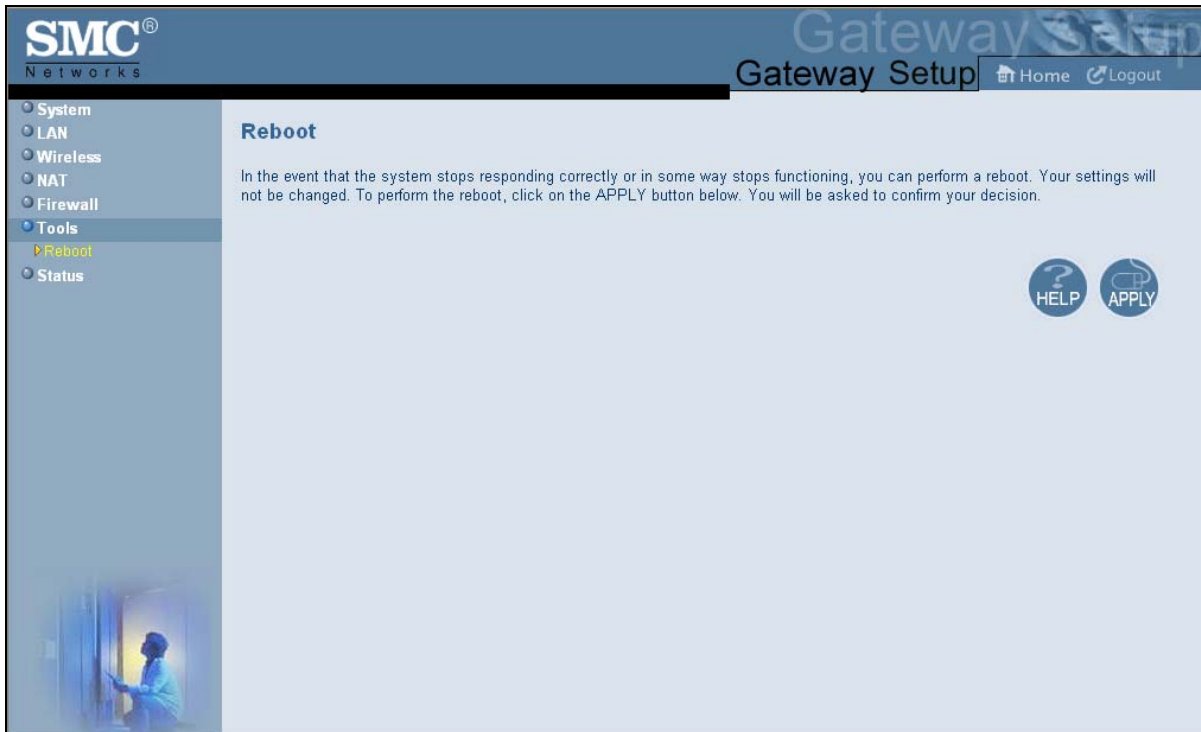 SMC®
Networks
Gateway Setup
Gateway Setup
Home
Logout
System
LAN
Wireless
NAT
Firewall
Tools
Reboot
Status
Reboot
In the event that the system stops responding correctly or in some way stops functioning, you can perform a reboot. Your settings will
not be changed. To perform the reboot, click on the APPLY button below. You will be asked to confirm your decision.
HELP
APPLY